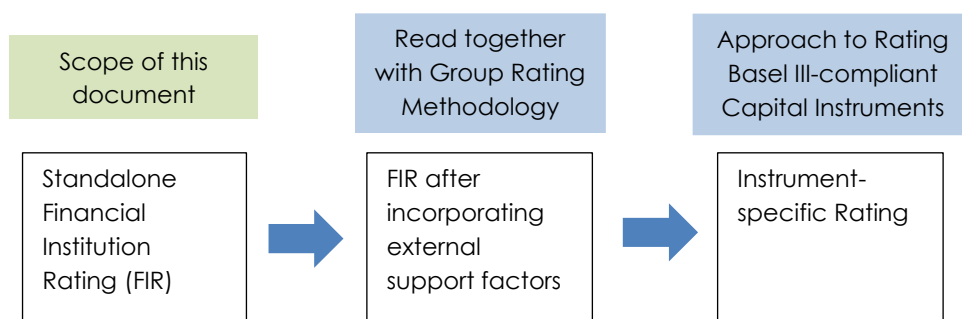 Scope of this
document
Read together
with Group Rating
Methodology
Approach to Rating
Basel III-compliant
Capital Instruments
Standalone
Financial
Institution
Rating (FIR)
FIR after
incorporating
external
support factors
Instrument-
specific Rating